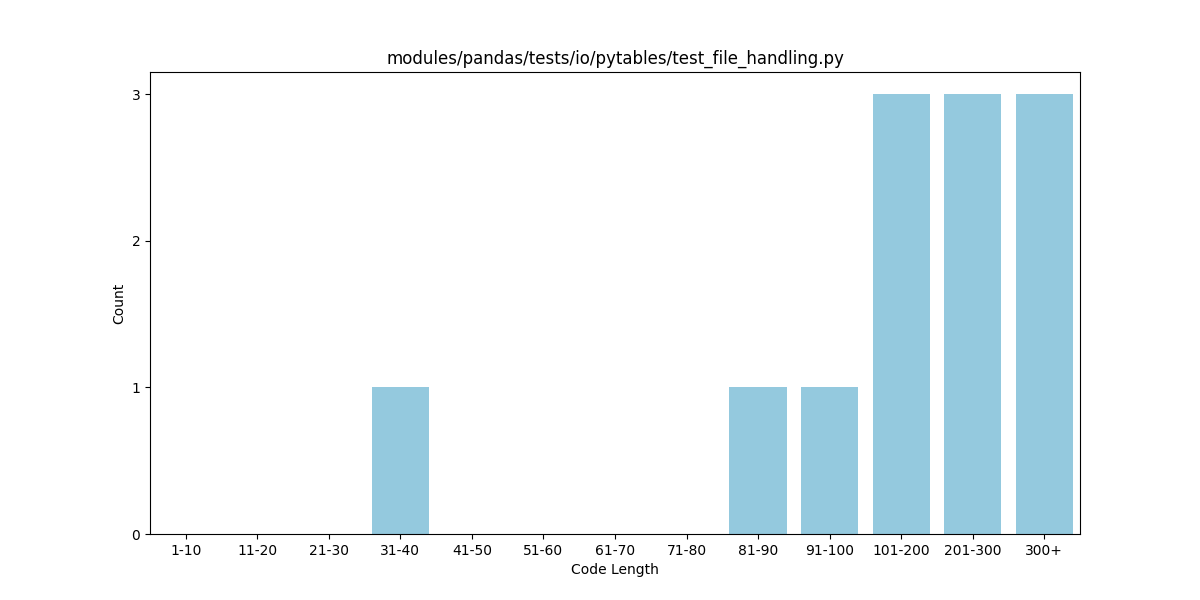 modules/pandas/tests/io/pytables/test_file_handling.py
3
2
1
0
Count
1-10 11-20 21-30 31-40 41-50 51-60 61-70 71-80 81-90 91-100 101-200 201-300 300+
Code Length